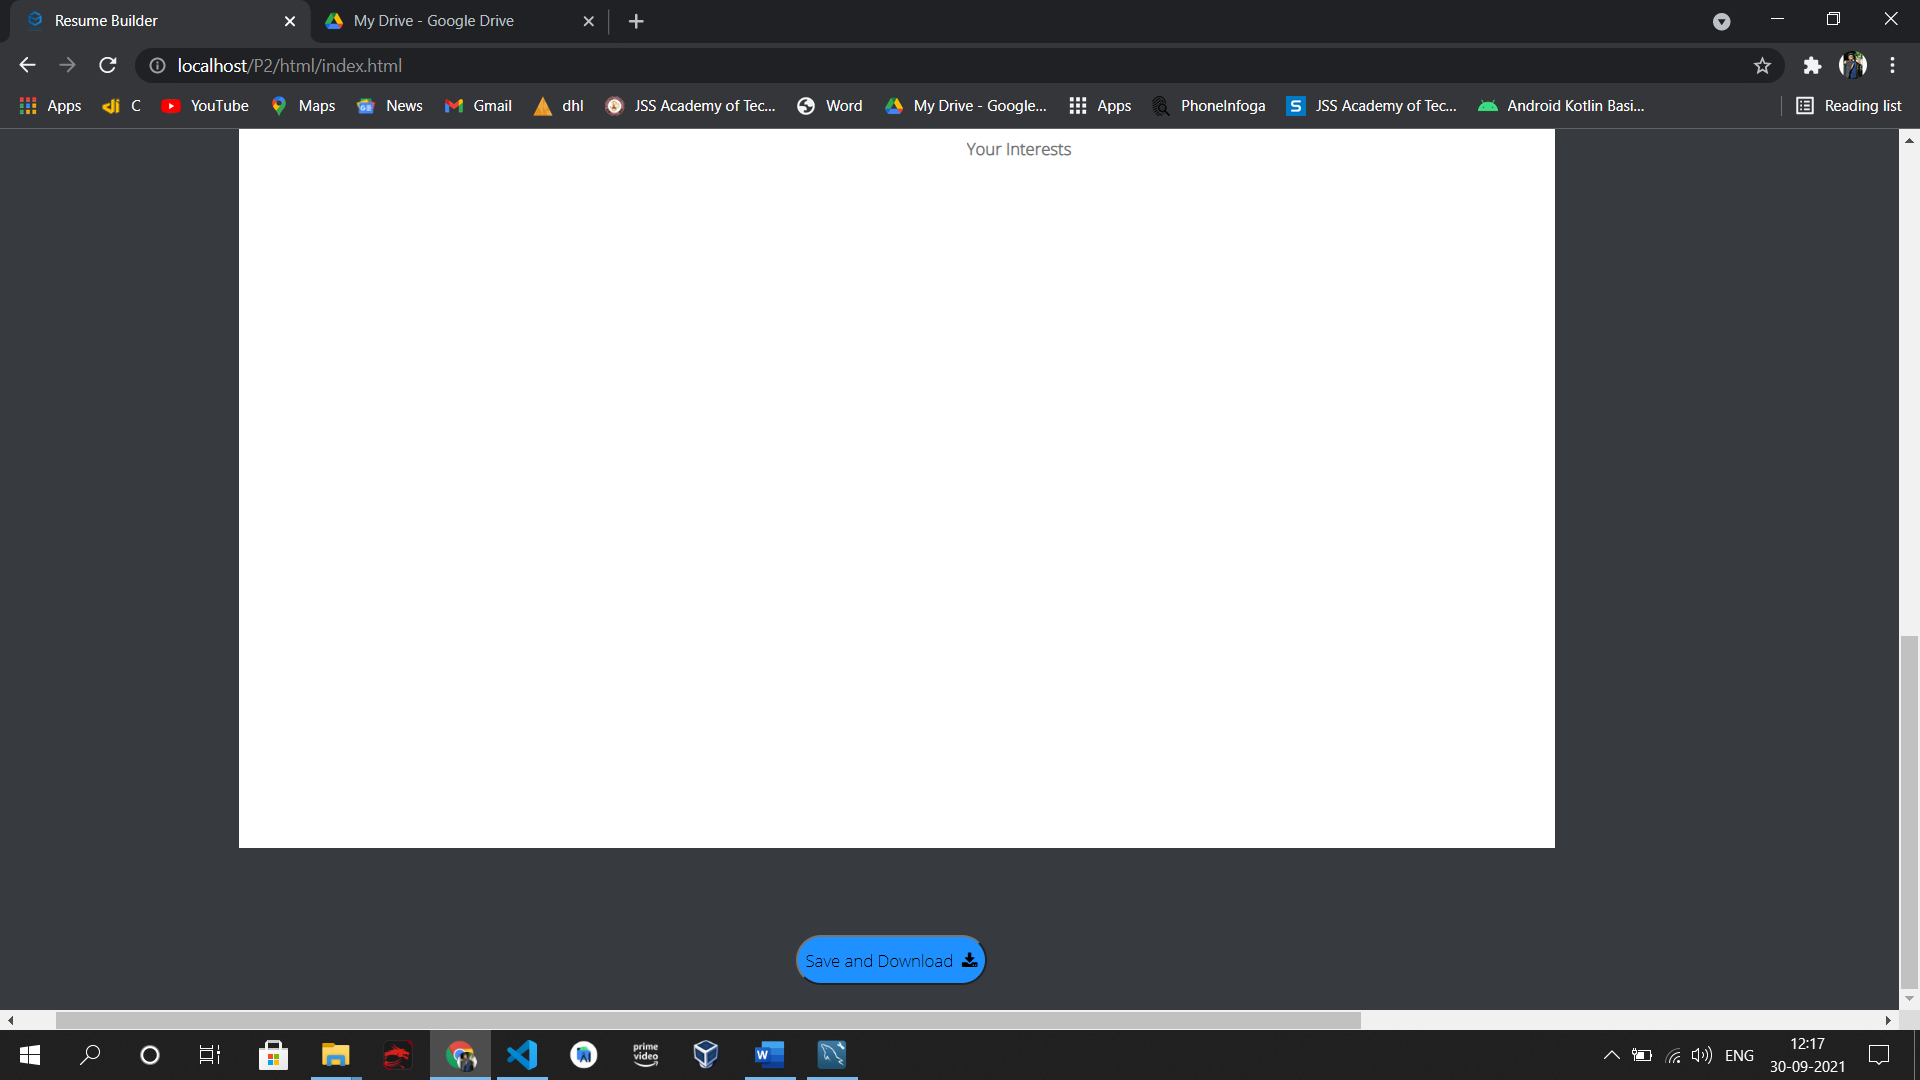 Resume Builder
My Drive - Google Drive
localhost/P2/html/index.html
Apps
C
YouTube
Maps
News
Gmail
dhl
JSS Academy of Tec...
Word
My Drive - Google...
Apps
PhoneInfoga
S
JSS Academy of Tec...
Android Kotlin Basi...
Reading list
Your Interests
Save and Download
prime
video
W
ENG
12:17
30-09-2021